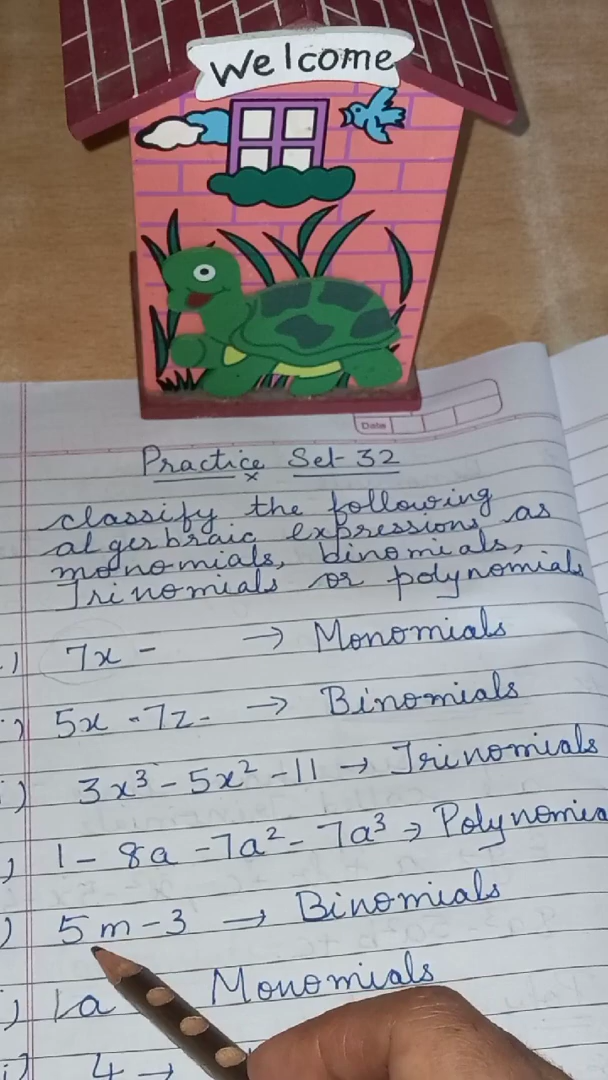 Welcome
Date
Practice Set 32
classify the following
algerbraic expressions as
monomials, binomials,
Trinomials or polynomials
) 7x - → Monomials
) 5x -7z- → Binomials
) 3x³ - 5x² - 11 → Trinomials
) 1 - 8a - 7a² - 7a³ → Polynomia
) 5m - 3 → Binomials
) a Monomials
4 →